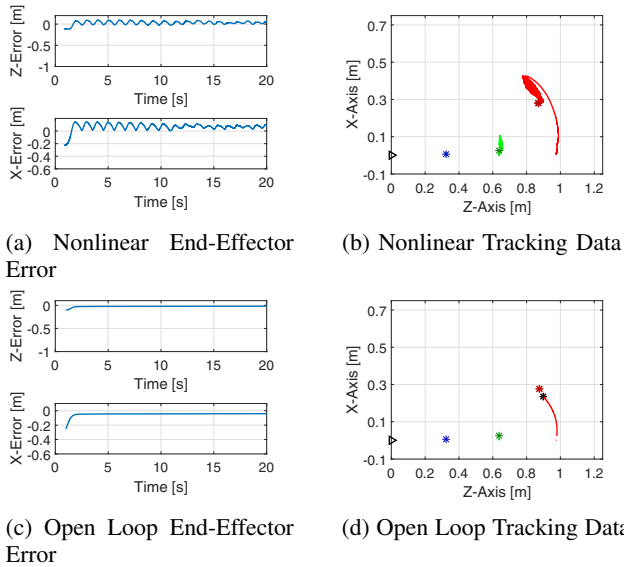 Z-Error [m]
0
-0.5
-1
0 5 10 15 20
Time [s]
X-Error [m]
0
-0.2
-0.4
-0.6
0 5 10 15 20
Time [s]
(a) Nonlinear End-Effector
Error
X-Axis [m]
0.7
0.5
0.3
0.1
-0.1
0 0.2 0.4 0.6 0.8 1 1.2
Z-Axis [m]
(b) Nonlinear Tracking Data
Z-Error [m]
0
-0.5
-1
0 5 10 15 20
Time [s]
X-Error [m]
0
-0.2
-0.4
-0.6
0 5 10 15 20
Time [s]
(c) Open Loop End-Effector
Error
X-Axis [m]
0.7
0.5
0.3
0.1
-0.1
0 0.2 0.4 0.6 0.8 1 1.2
Z-Axis [m]
(d) Open Loop Tracking Data